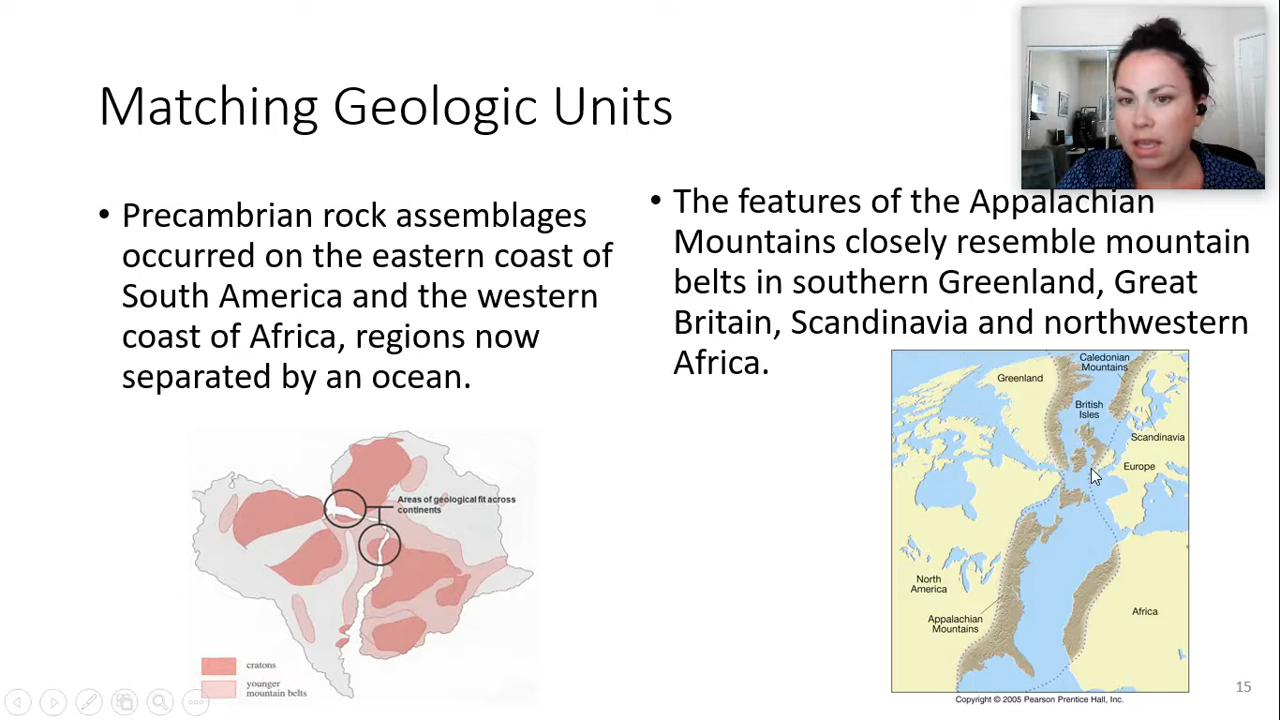 Matching Geologic Units
• Precambrian rock assemblages
occurred on the eastern coast of
South America and the western
coast of Africa, regions now
separated by an ocean.
• The features of the Appalachian
Mountains closely resemble mountain
belts in southern Greenland, Great
Britain, Scandinavia and northwestern
Africa.
Areas of geological fit across
continents
cratons
younger
mountain belts
Caledonian
Mountains
Greenland
British
Isles
Scandinavia
Europe
North
America
Africa
Appalachian
Mountains
Copyright © 2005 Pearson Prentice Hall, Inc.
15